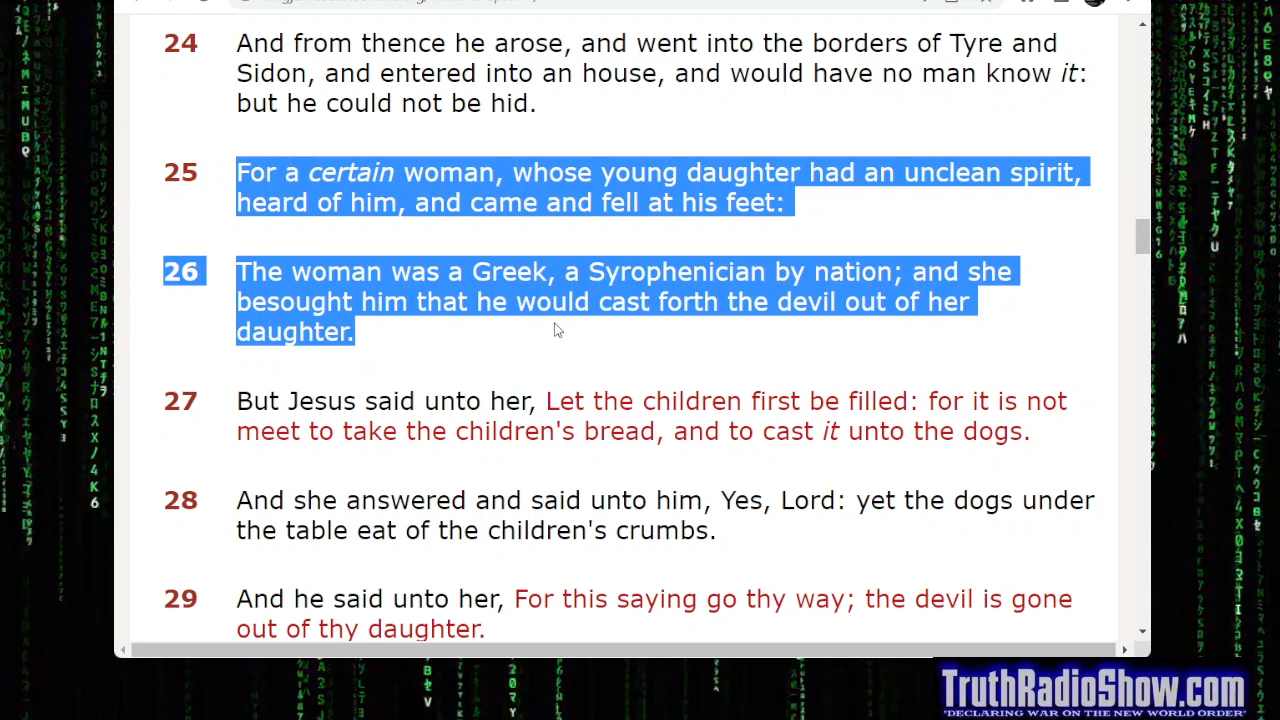 24 And from thence he arose, and went into the borders of Tyre and
Sidon, and entered into an house, and would have no man know it:
but he could not be hid.
25 For a certain woman, whose young daughter had an unclean spirit,
heard of him, and came and fell at his feet:
26 The woman was a Greek, a Syrophenician by nation; and she
besought him that he would cast forth the devil out of her
daughter.
27 But Jesus said unto her, Let the children first be filled: for it is not
meet to take the children's bread, and to cast it unto the dogs.
28 And she answered and said unto him, Yes, Lord: yet the dogs under
the table eat of the children's crumbs.
29 And he said unto her, For this saying go thy way; the devil is gone
out of thy daughter.
TruthRadioShow.com
"DECLARING WAR ON THE NEW WORLD ORDER"